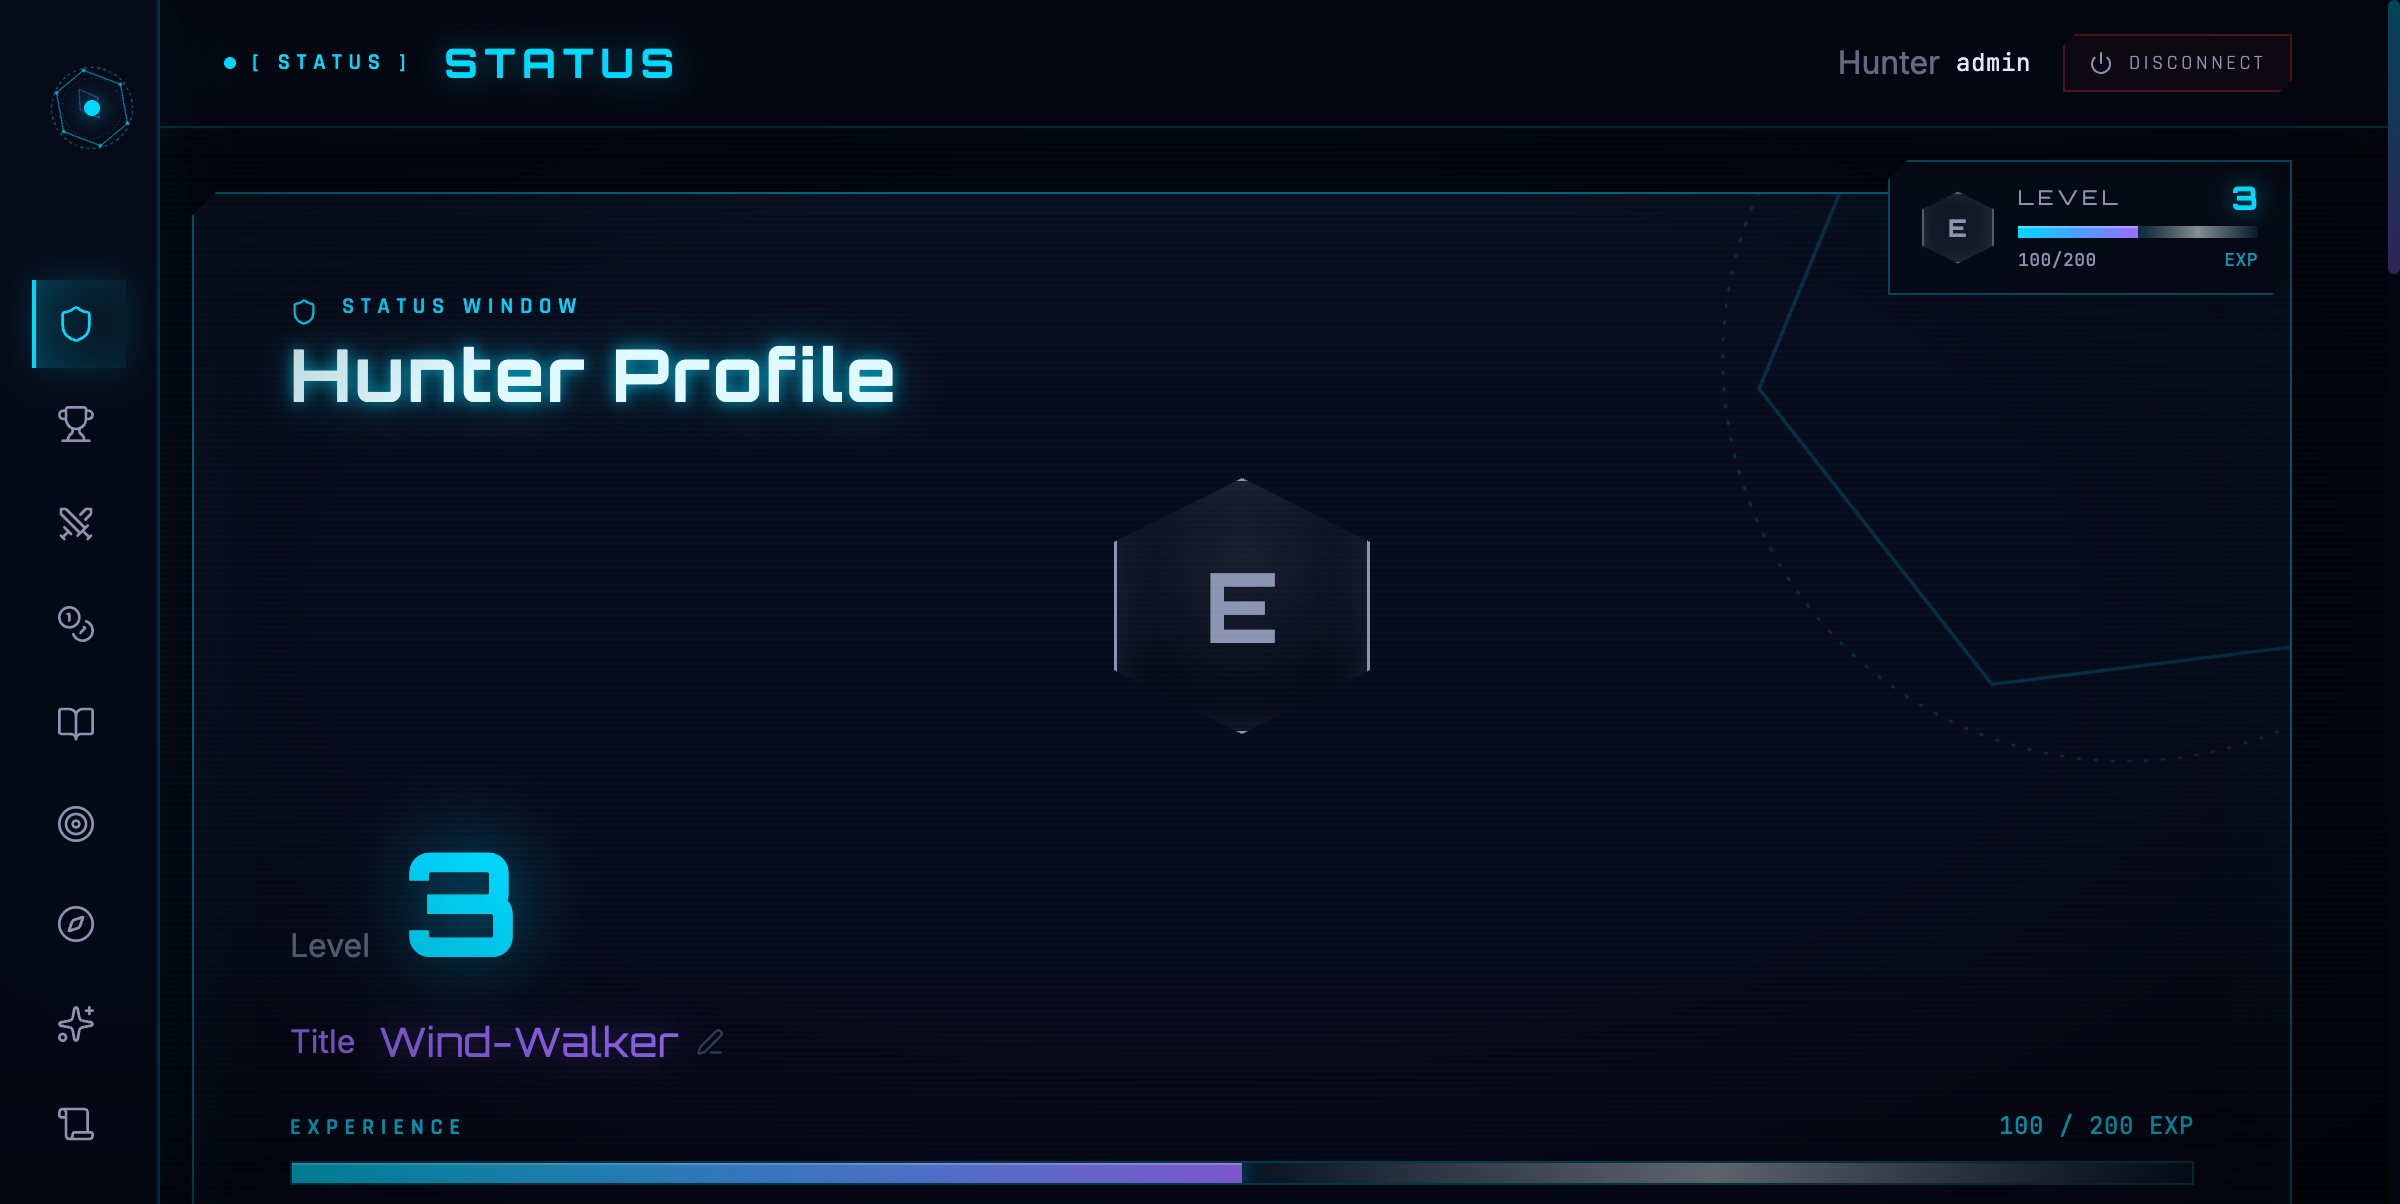 [ STATUS ] STATUS
Hunter admin
DISCONNECT
E
LEVEL 3
100/200 EXP
STATUS WINDOW
Hunter Profile
E
Level 3
Title Wind-Walker
EXPERIENCE 100 / 200 EXP